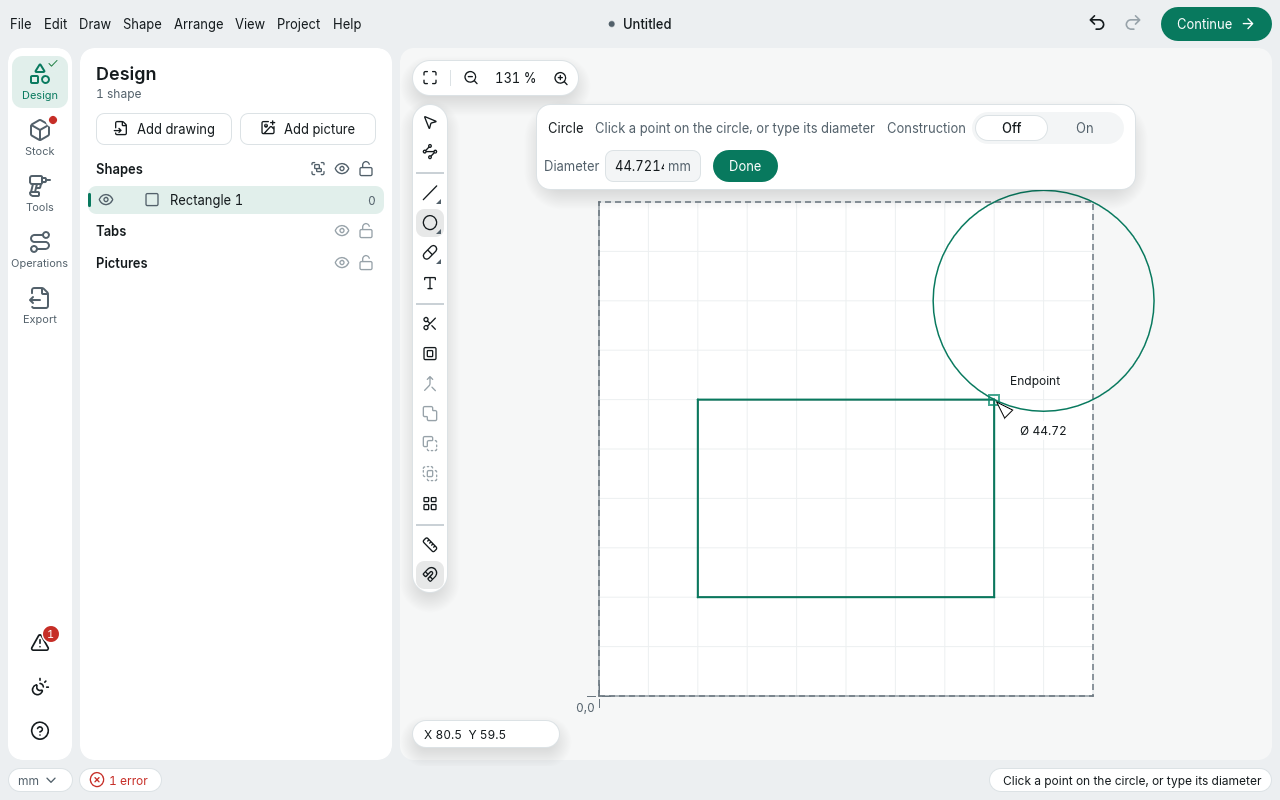 File Edit Draw Shape Arrange View Project Help
Untitled
Continue
Design
Stock
Tools
Operations
Export
1
Design
1 shape
Add drawing
Add picture
Shapes
Rectangle 1 0
Tabs
Pictures
131 %
Circle Click a point on the circle, or type its diameter Construction Off On
Diameter 44.721 mm Done
Endpoint
Ø 44.72
0,0
X 80.5 Y 59.5
mm
1 error
Click a point on the circle, or type its diameter